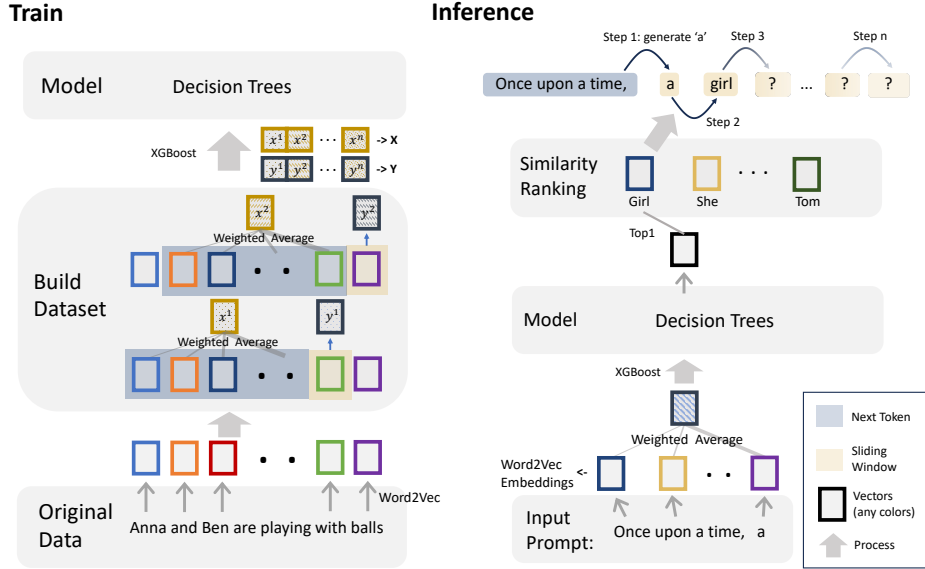 Train
Model
Decision Trees
XGBoost
x¹ x² ··· xⁿ -> X
y¹ y² ··· yⁿ -> Y
x²
y²
Weighted Average
Build
Dataset
x¹
y¹
Weighted Average
Word2Vec
Original
Data
Anna and Ben are playing with balls
Inference
Step 1: generate ‘a’
Step 3
Step n
Once upon a time,
a
girl
?
...
?
?
Step 2
Similarity
Ranking
Girl
She
Tom
Top1
Model
Decision Trees
XGBoost
Weighted Average
Word2Vec <-
Embeddings
Input
Prompt:
Once upon a time, a
Next Token
Sliding
Window
Vectors
(any colors)
Process